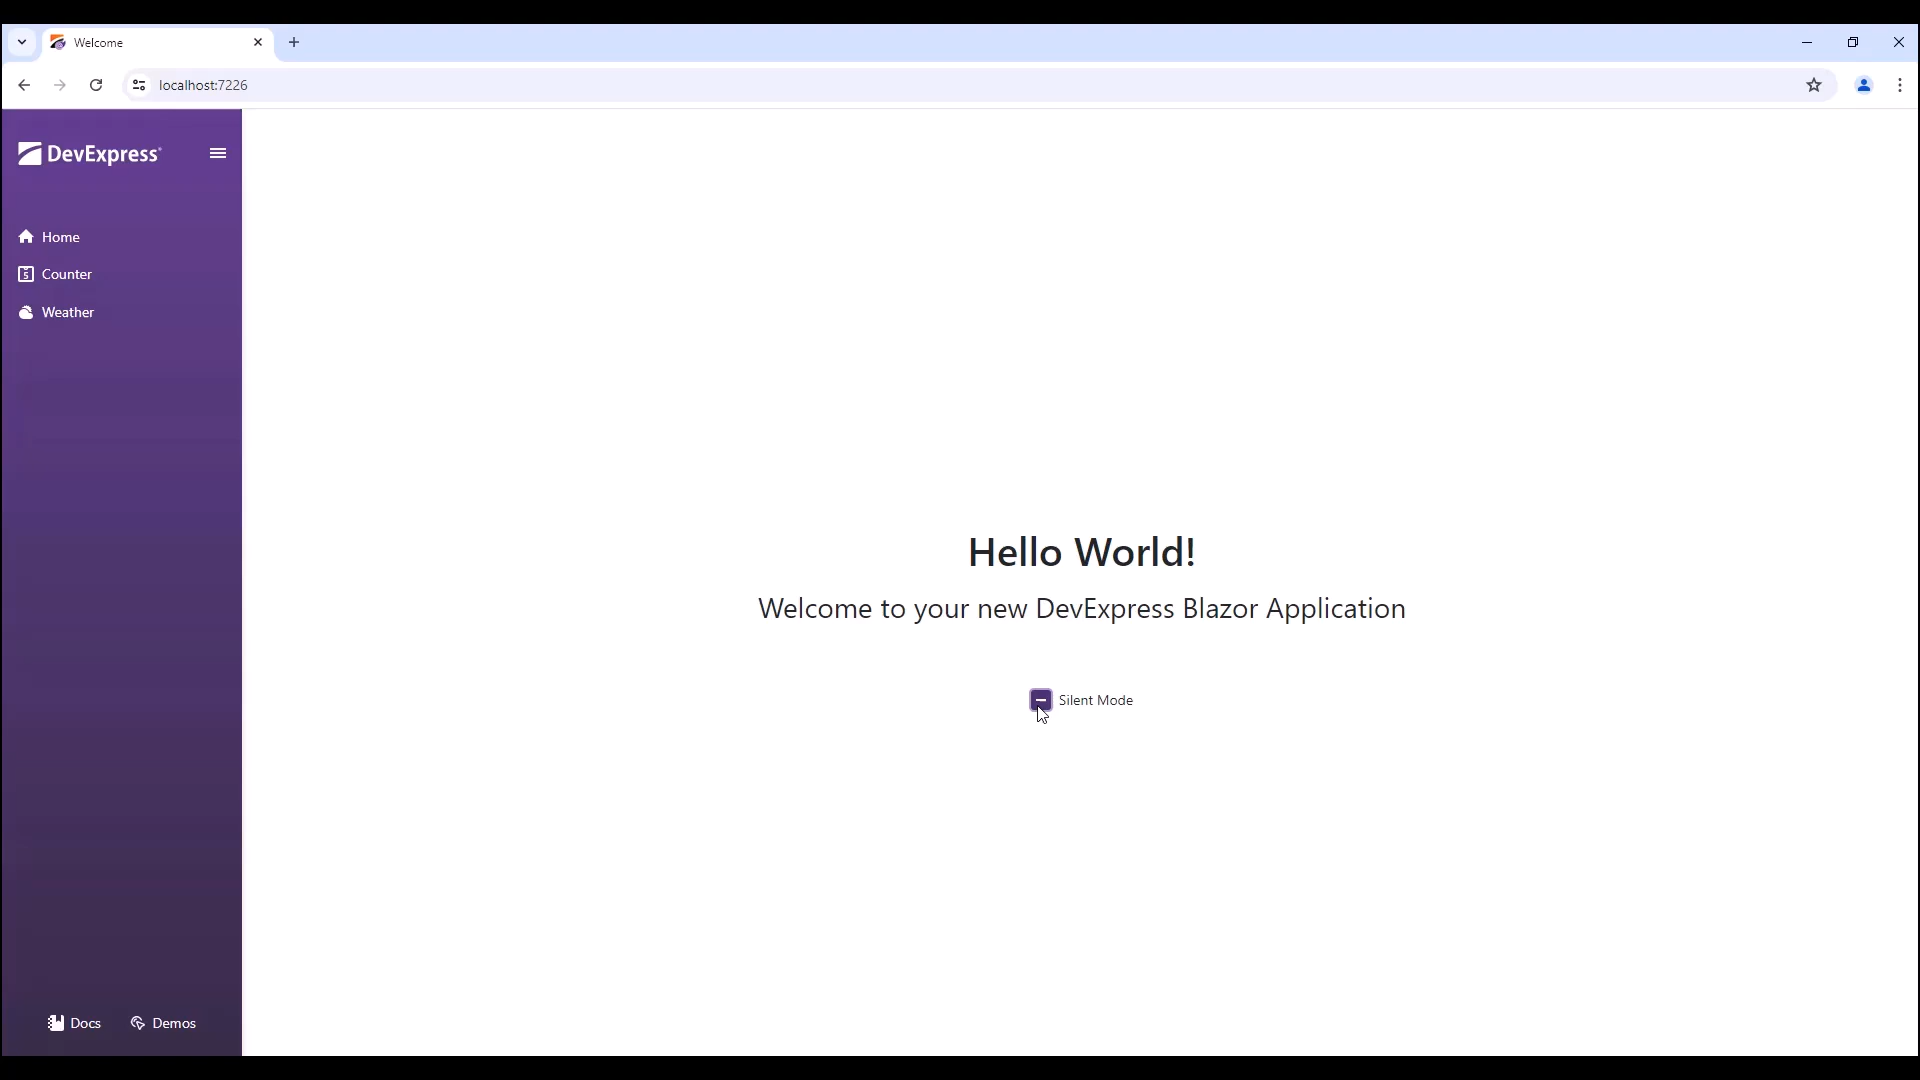 Welcome
localhost:7226
DevExpress
Home
Counter
Weather
Hello World!
Welcome to your new DevExpress Blazor Application
Silent Mode
Docs
Demos